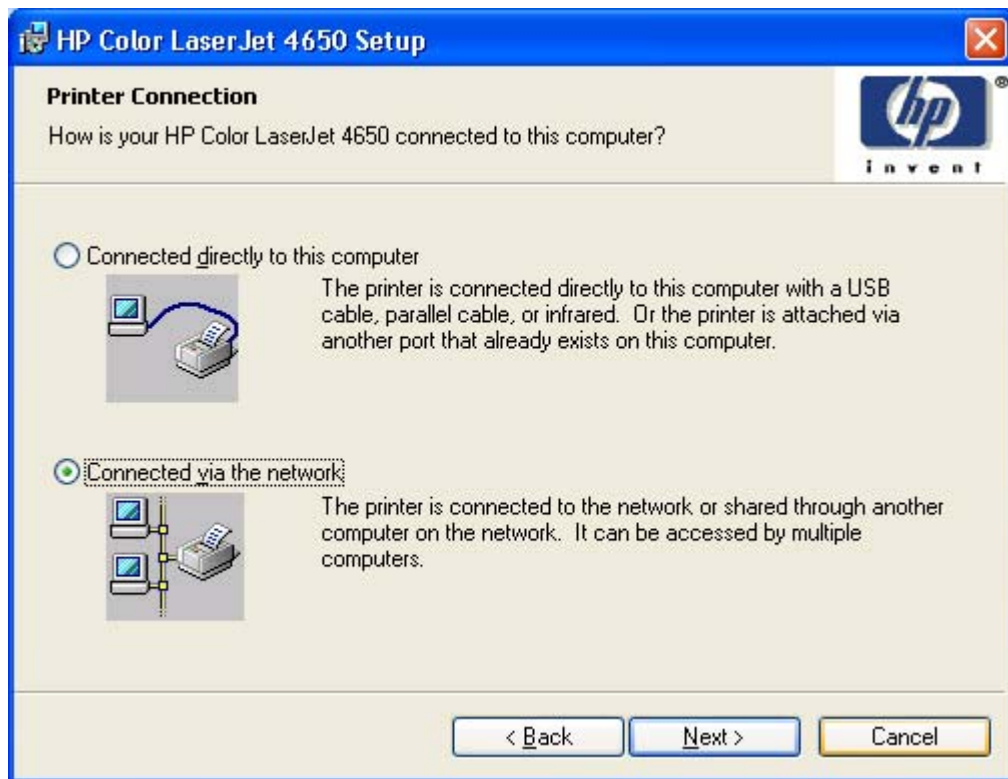 HP Color LaserJet 4650 Setup
Printer Connection
How is your HP Color LaserJet 4650 connected to this computer?
hp
®
invent
Connected directly to this computer
The printer is connected directly to this computer with a USB
cable, parallel cable, or infrared. Or the printer is attached via
another port that already exists on this computer.
Connected via the network
The printer is connected to the network or shared through another
computer on the network. It can be accessed by multiple
computers.
< Back
Next >
Cancel